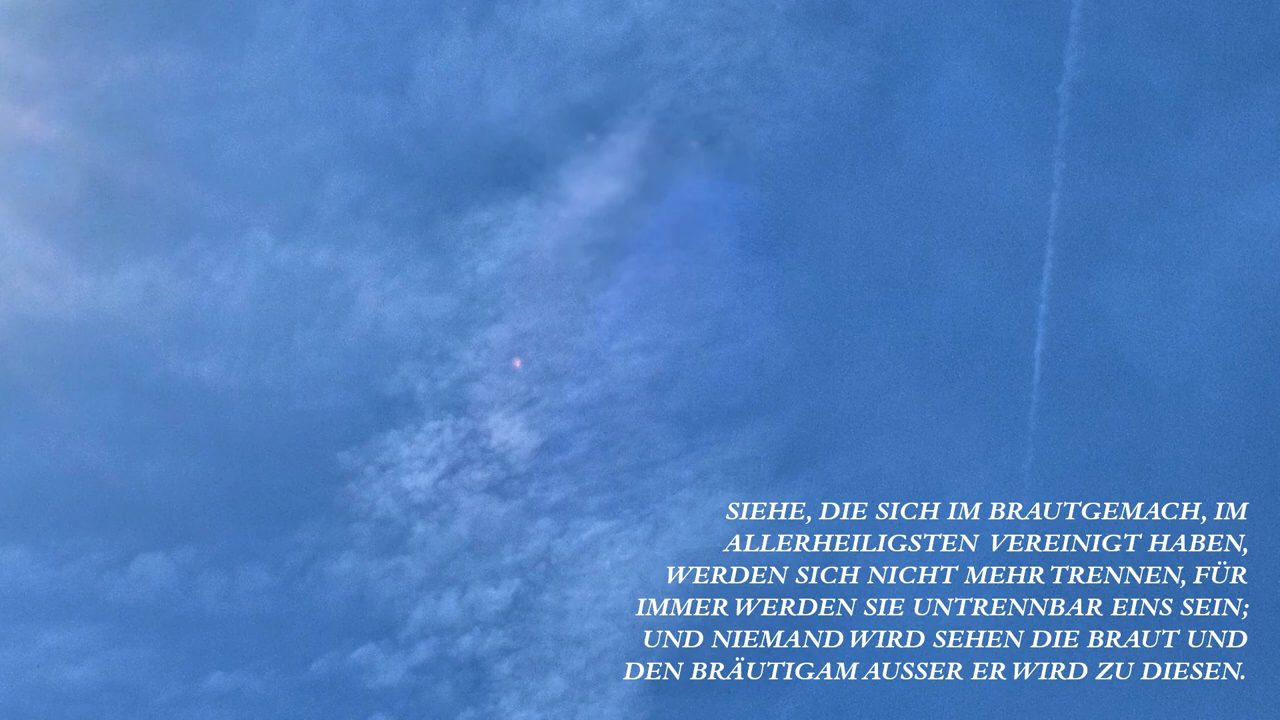 SIEHE, DIE SICH IM BRAUTGEMACH, IM
ALLERHEILIGSTEN VEREINIGT HABEN,
WERDEN SICH NICHT MEHR TRENNEN, FÜR
IMMER WERDEN SIE UNTRENNBAR EINS SEIN;
UND NIEMAND WIRD SEHEN DIE BRAUT UND
DEN BRÄUTIGAM AUSSER ER WIRD ZU DIESEN.